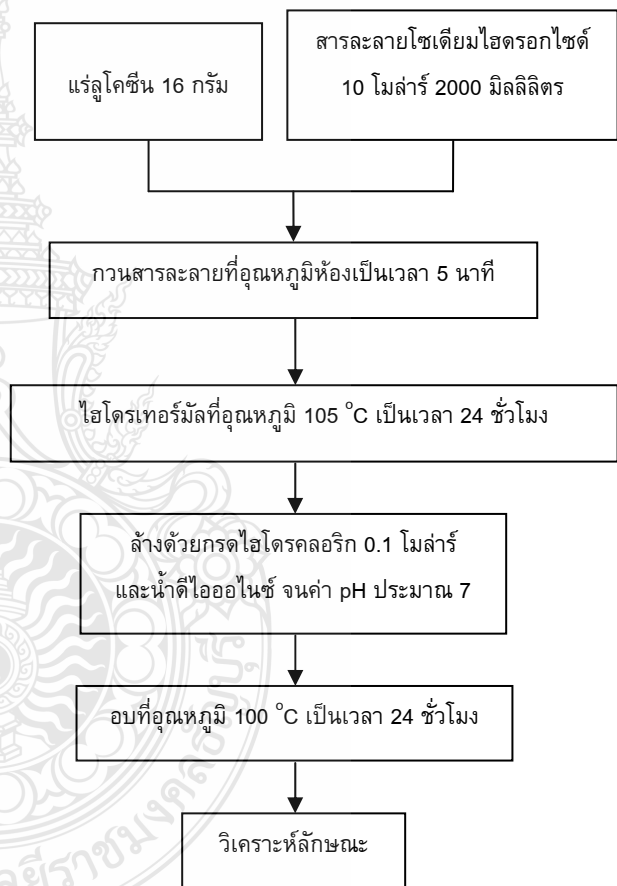 แร่ลูโคซีน 16 กรัม
สารละลายโซเดียมไฮดรอกไซด์
10 โมล่าร์ 2000 มิลลิลิตร
กวนสารละลายที่อุณหภูมิห้องเป็นเวลา 5 นาที
ไฮโดรเทอร์มัลที่อุณหภูมิ 105 °C เป็นเวลา 24 ชั่วโมง
ล้างด้วยกรดไฮโดรคลอริก 0.1 โมล่าร์
และน้ำดีไอออไนซ์ จนค่า pH ประมาณ 7
อบที่อุณหภูมิ 100 °C เป็นเวลา 24 ชั่วโมง
วิเคราะห์ลักษณะ